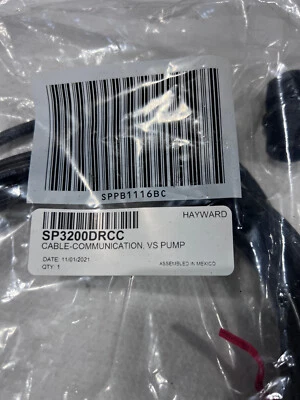 SPPB1116BC
HAYWARD
SP3200DRCC
CABLE-COMMUNICATION, VS PUMP
DATE: 11/01/2021
QTY: 1
ASSEMBLED IN MEXICO